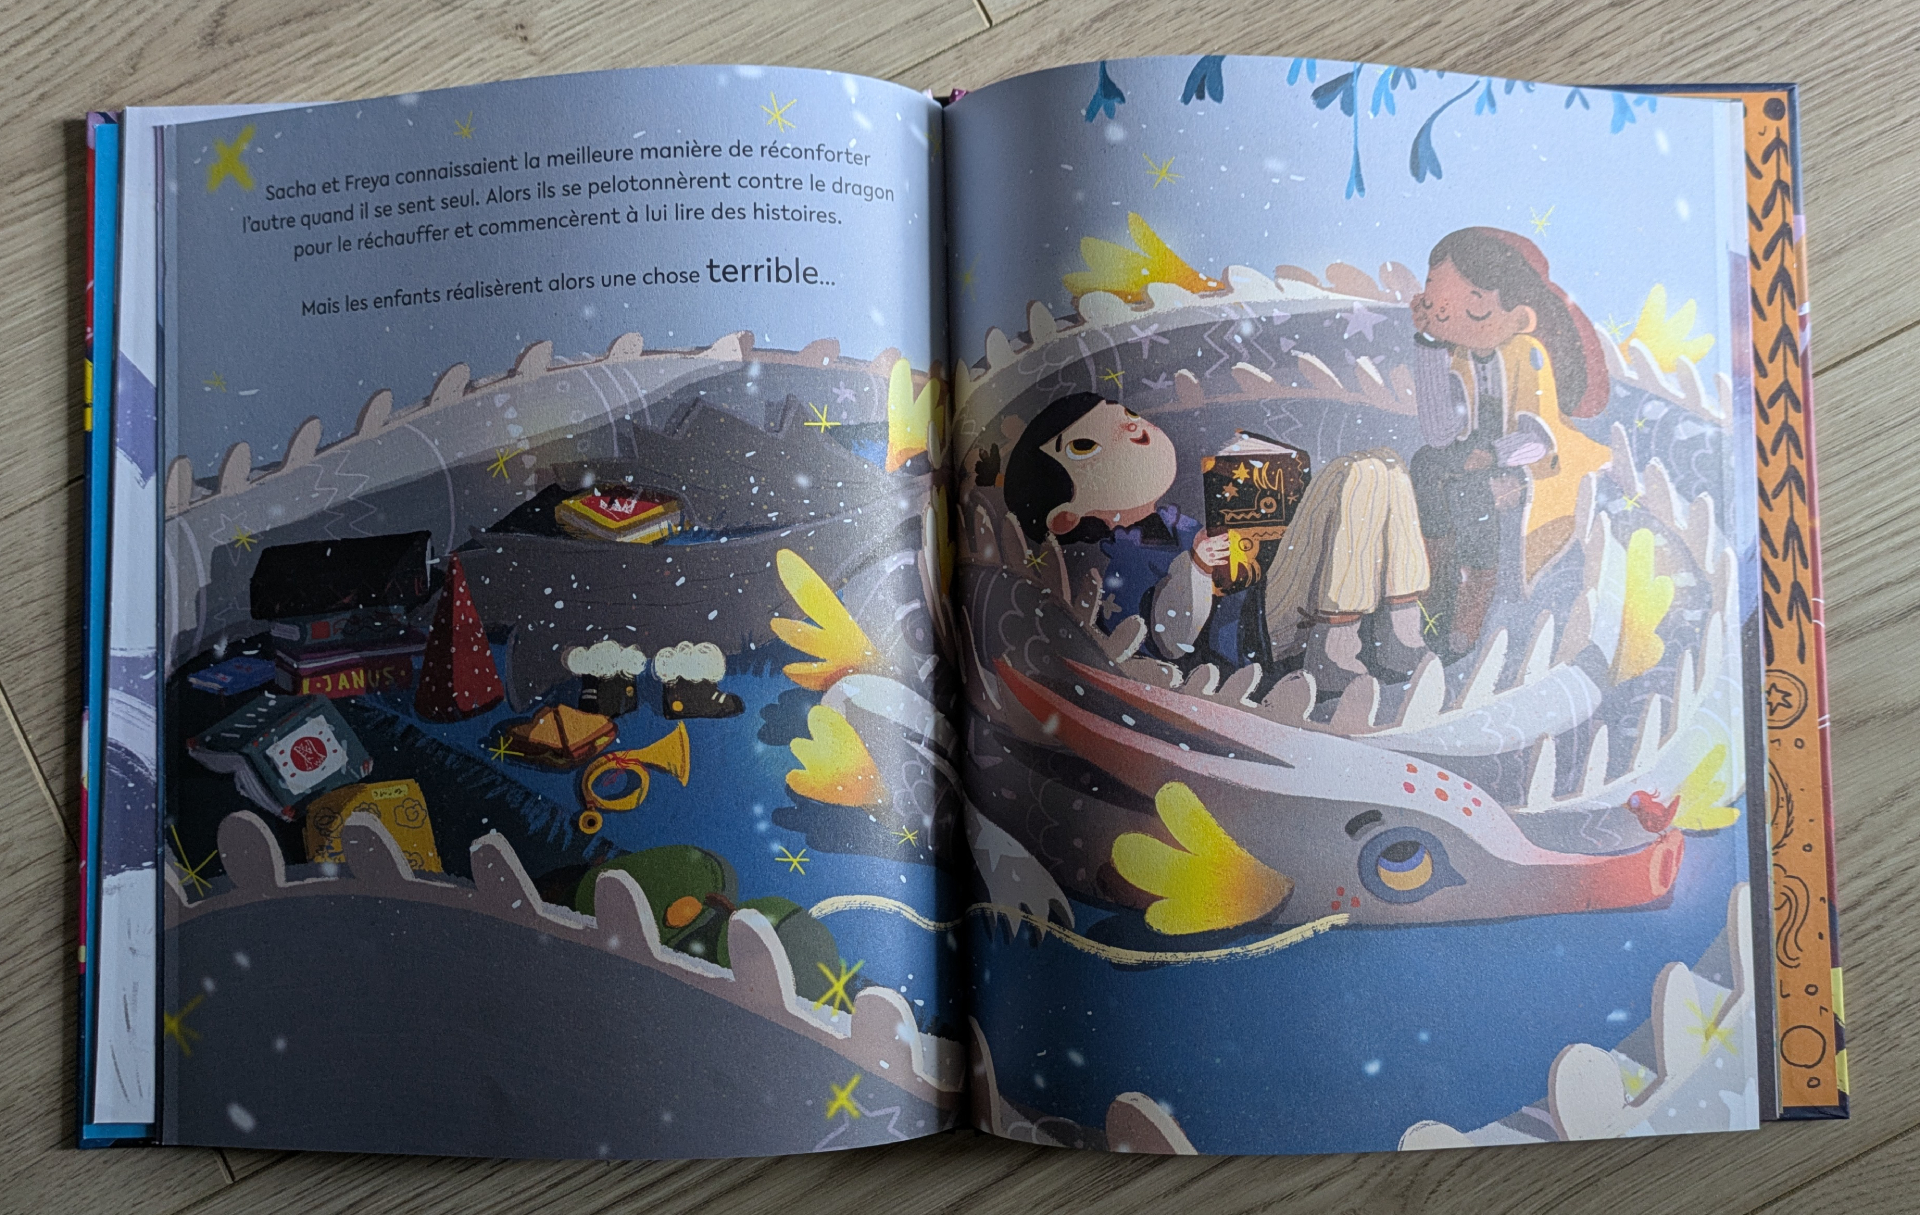 Sacha et Freya connaissaient la meilleure manière de réconforter
l'autre quand il se sent seul. Alors ils se pelotonnèrent contre le dragon
pour le réchauffer et commencèrent à lui lire des histoires.
Mais les enfants réalisèrent alors une chose terrible...
·JANUS·